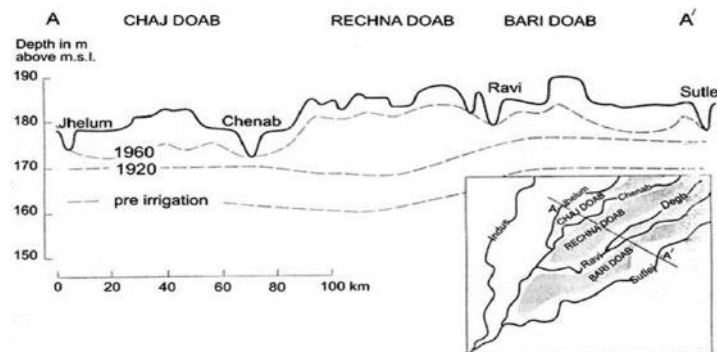 A CHAJ DOAB RECHNA DOAB BARI DOAB A′
Depth in m
above m.s.l.
190
180
170
160
150
Jhelum
Chenab
Ravi
Sutle
1960
1920
pre irrigation
0 20 40 60 80 100 km
Indus
A
Jhelum
CHAJ DOAB
Chenab
RECHNA DOAB
Degh
Ravi
BARI DOAB
A′
Sutlej